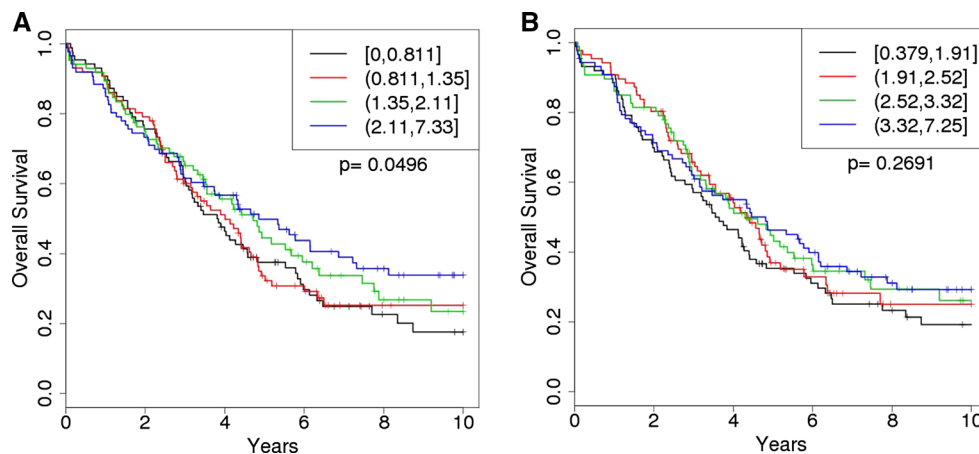 A
[0,0.811]
(0.811,1.35]
(1.35,2.11]
(2.11,7.33]
p= 0.0496
Overall Survival
0.0 0.2 0.4 0.6 0.8 1.0
0 2 4 6 8 10
Years
B
[0.379,1.91]
(1.91,2.52]
(2.52,3.32]
(3.32,7.25]
p= 0.2691
Overall Survival
0.0 0.2 0.4 0.6 0.8 1.0
0 2 4 6 8 10
Years